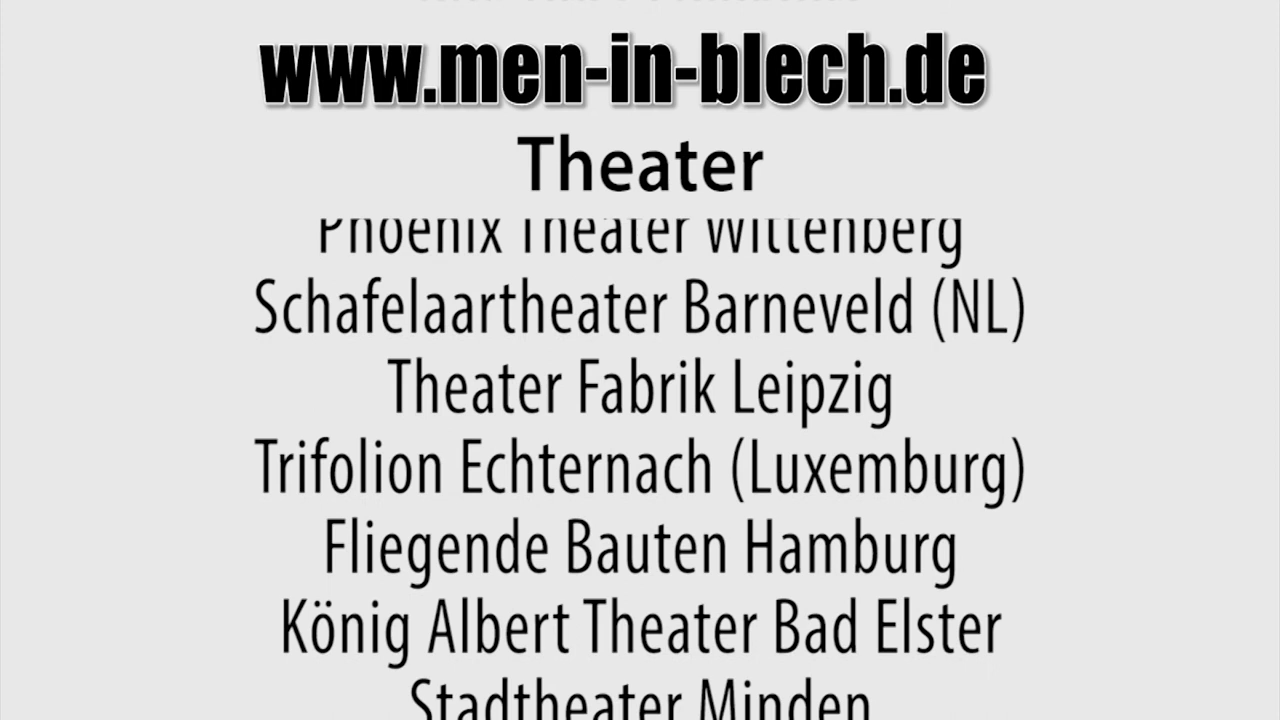 www.men-in-blech.de
Theater
Phoenix Theater Wittenberg
Schafelaartheater Barneveld (NL)
Theater Fabrik Leipzig
Trifolion Echternach (Luxemburg)
Fliegende Bauten Hamburg
König Albert Theater Bad Elster
Stadtheater Minden